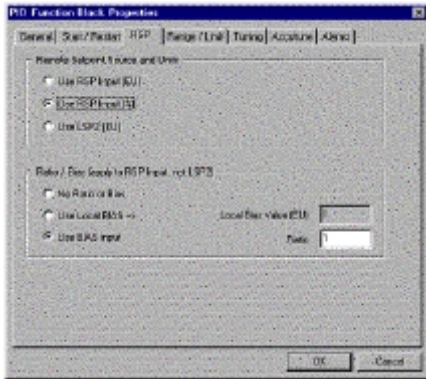 PID Function Block Properties
General Start / Restart RSP Range / Limit Tuning Accutune Alarms
Remote Setpoint Source and Units
Use RSP Input (EU)
Use RSP Input (%)
Use LSP2 (EU)
Ratio / Bias (apply to RSP Input, not LSP2)
No Ratio or Bias
Use Local BIAS -> Local Bias Value (EU):
Use BIAS input Ratio: 1
OK Cancel